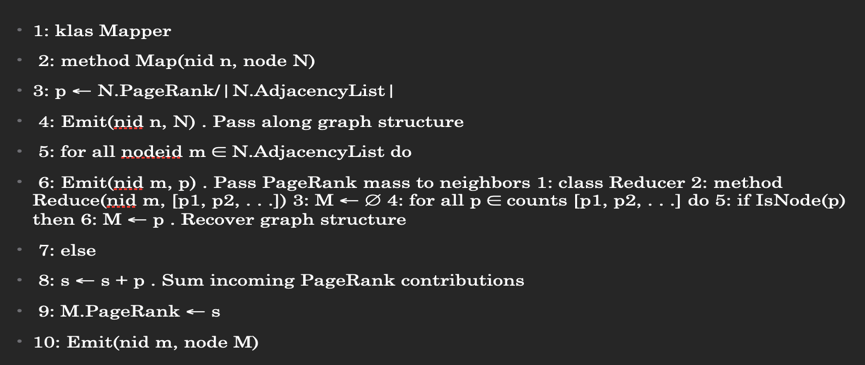 • 1: klas Mapper
• 2: method Map(nid n, node N)
• 3: p ← N.PageRank/|N.AdjacencyList|
• 4: Emit(nid n, N) . Pass along graph structure
• 5: for all nodeid m ∈ N.AdjacencyList do
• 6: Emit(nid m, p) . Pass PageRank mass to neighbors 1: class Reducer 2: method
Reduce(nid m, [p1, p2, . . .]) 3: M ← ∅ 4: for all p ∈ counts [p1, p2, . . .] do 5: if IsNode(p)
then 6: M ← p . Recover graph structure
• 7: else
• 8: s ← s + p . Sum incoming PageRank contributions
• 9: M.PageRank ← s
• 10: Emit(nid m, node M)